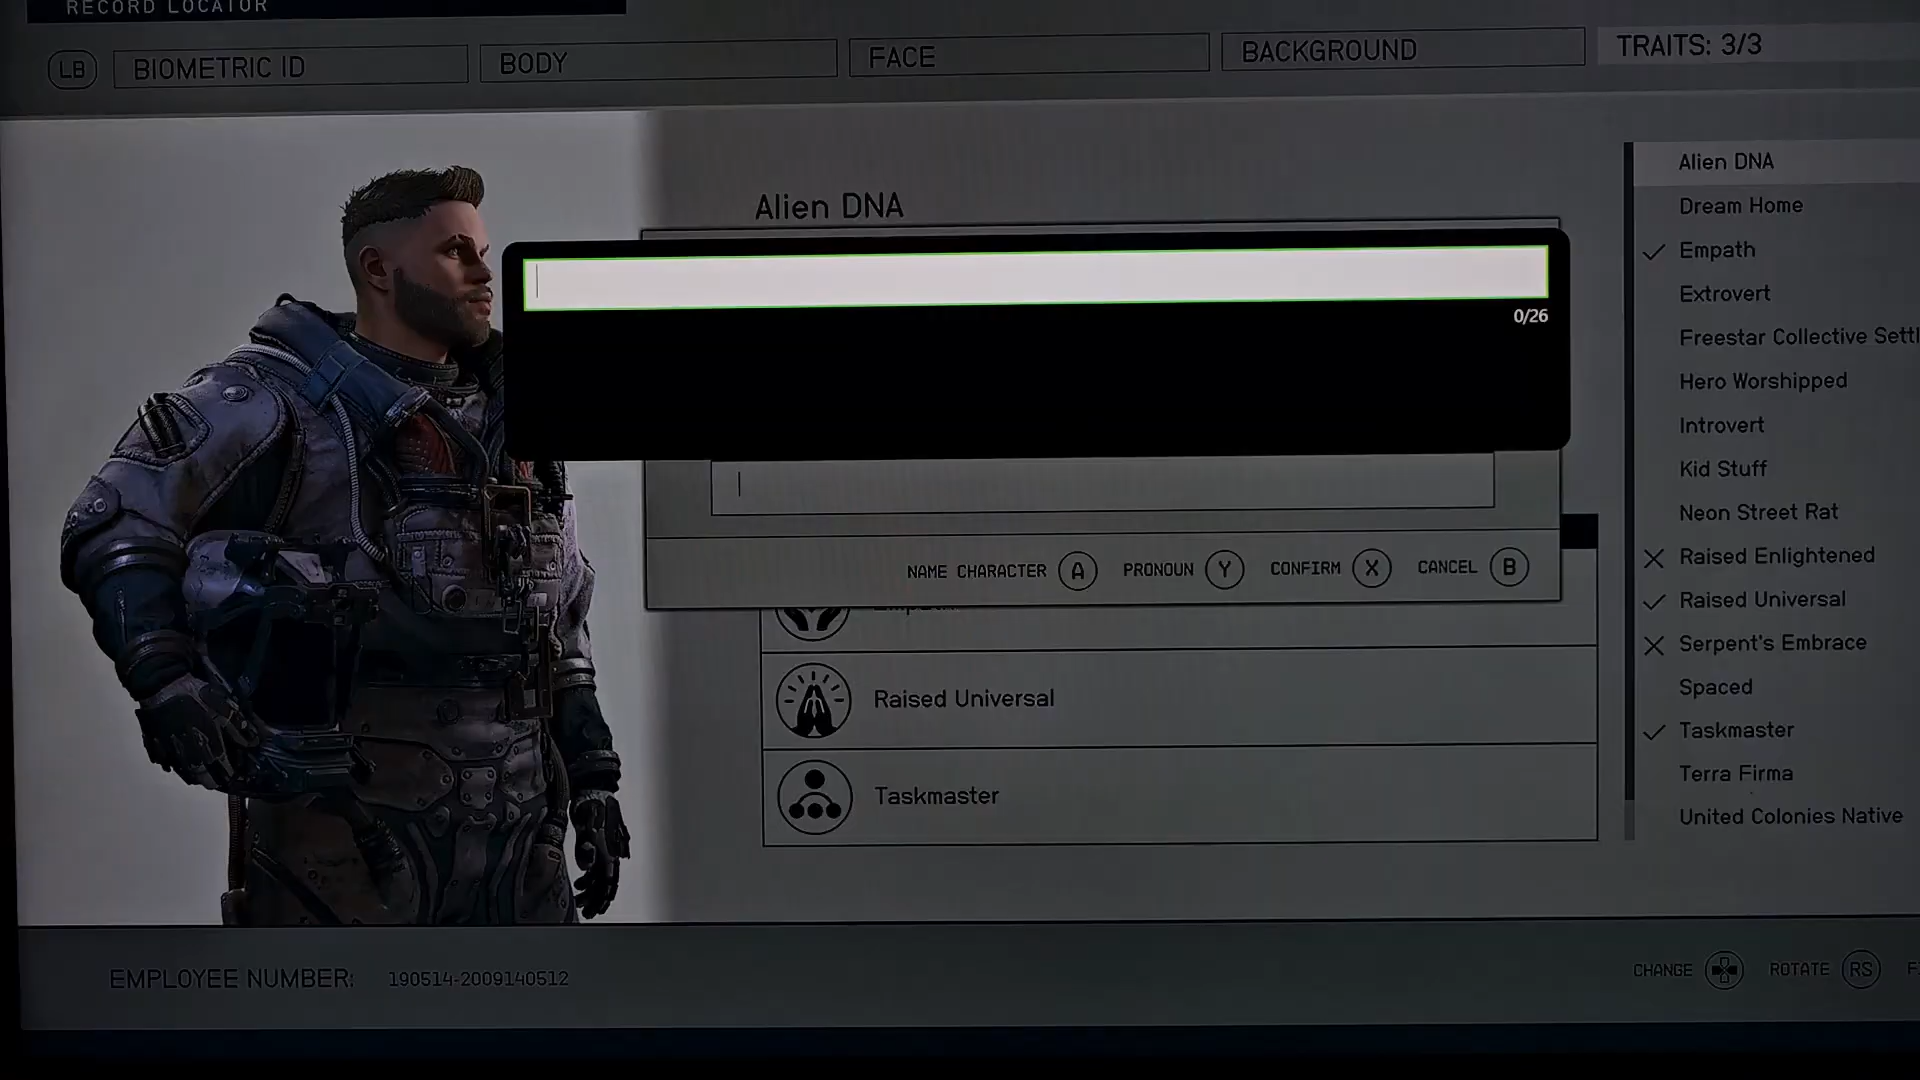 RECORD LOCATOR
LB
BIOMETRIC ID
BODY
FACE
BACKGROUND
TRAITS: 3/3
Alien DNA
0/26
NAME CHARACTER A
PRONOUN Y
CONFIRM X
CANCEL B
Raised Universal
Taskmaster
Alien DNA
Dream Home
Empath
Extrovert
Freestar Collective Settl
Hero Worshipped
Introvert
Kid Stuff
Neon Street Rat
Raised Enlightened
Raised Universal
Serpent's Embrace
Spaced
Taskmaster
Terra Firma
United Colonies Native
EMPLOYEE NUMBER: 190514-2009140512
CHANGE
ROTATE RS